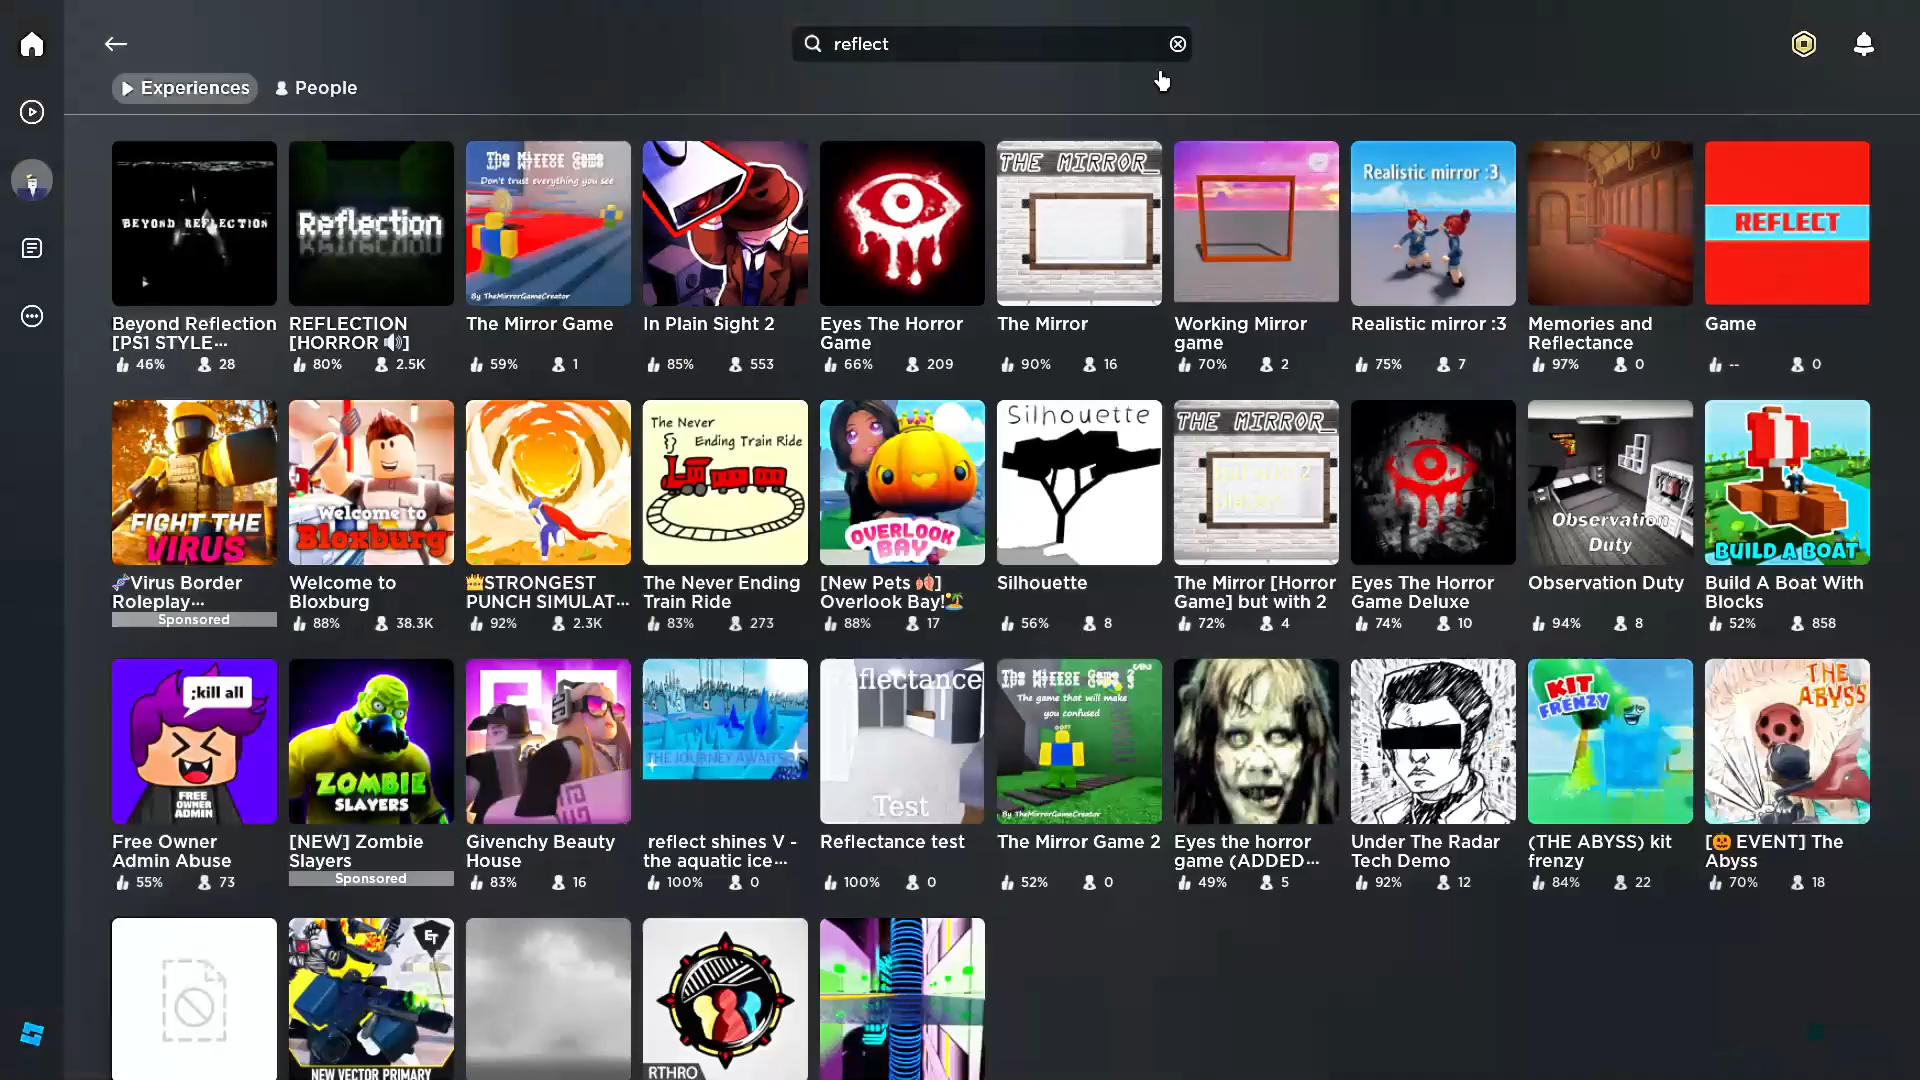 reflect
Experiences
People
BEYOND REFLECTION
Reflection
The Mirror Game
Don't trust everything you see
By TheMirrorGameCreator
THE MIRROR_
Realistic mirror :3
REFLECT
Beyond Reflection [PS1 STYLE...
46% 28
REFLECTION [HORROR 🔊]
80% 2.5K
The Mirror Game
59% 1
In Plain Sight 2
85% 553
Eyes The Horror Game
66% 209
The Mirror
90% 16
Working Mirror game
70% 2
Realistic mirror :3
75% 7
Memories and Reflectance
97% 0
Game
-- 0
FIGHT THE
VIRUS
Welcome to
Bloxburg
The Never
Ending Train Ride
OVERLOOK
BAY
Silhouette
THE MIRROR_
Observation
Duty
BUILD A BOAT
🧬Virus Border Roleplay...
Sponsored
Welcome to Bloxburg
88% 38.3K
👑STRONGEST PUNCH SIMULAT...
92% 2.3K
The Never Ending Train Ride
83% 273
[New Pets] Overlook Bay!🏝️
88% 17
Silhouette
56% 8
The Mirror [Horror Game] but with 2
72% 4
Eyes The Horror Game Deluxe
74% 10
Observation Duty
94% 8
Build A Boat With Blocks
52% 858
;kill all
FREE
OWNER
ADMIN
ZOMBIE
SLAYERS
THE JOURNEY AWAITS
flectance
Test
The Mirror Game 2
The game that will make
you confused
By TheMirrorGameCreator
KIT
FRENZY
THE
ABYSS
Free Owner Admin Abuse
55% 73
[NEW] Zombie Slayers
Sponsored
Givenchy Beauty House
83% 16
reflect shines V - the aquatic ice...
100% 0
Reflectance test
100% 0
The Mirror Game 2
52% 0
Eyes the horror game (ADDED...
49% 5
Under The Radar Tech Demo
92% 12
(THE ABYSS) kit frenzy
84% 22
[🎃 EVENT] The Abyss
70% 18
ET
NEW VECTOR PRIMARY
RTHRO